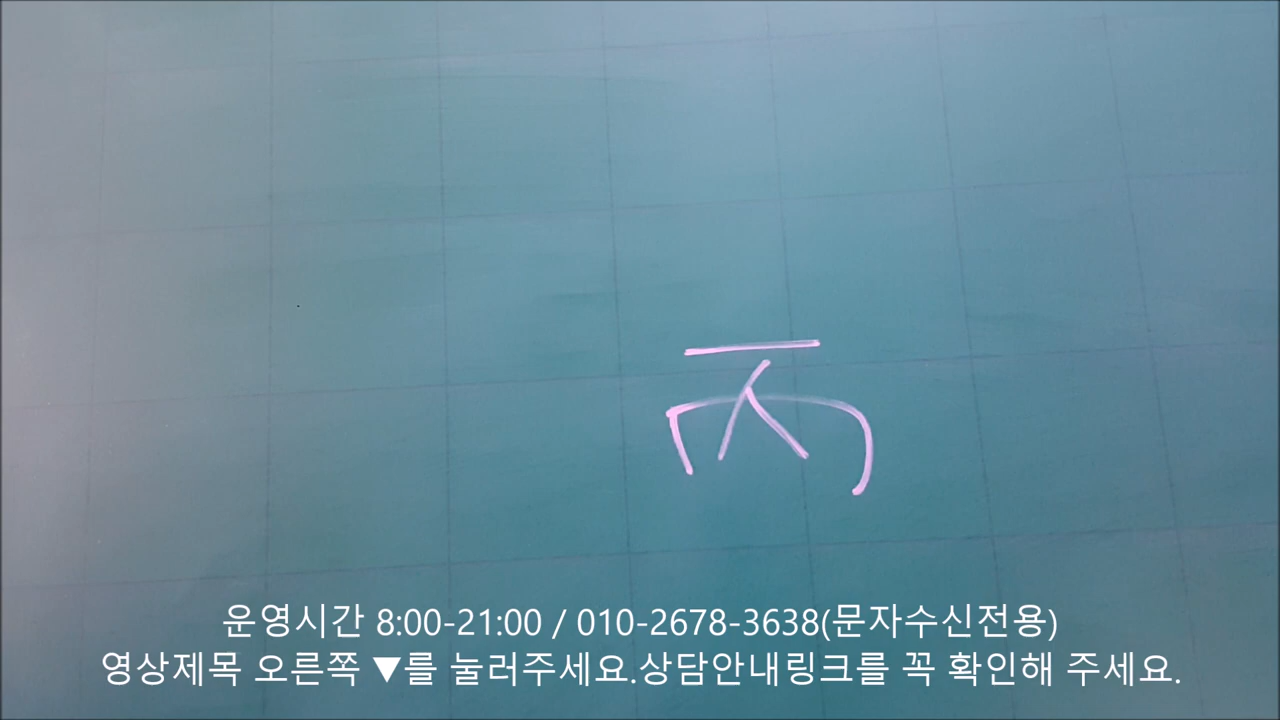 丙
운영시간 8:00-21:00 / 010-2678-3638(문자수신전용)
영상제목 오른쪽 ▼를 눌러주세요.상담안내링크를 꼭 확인해 주세요.